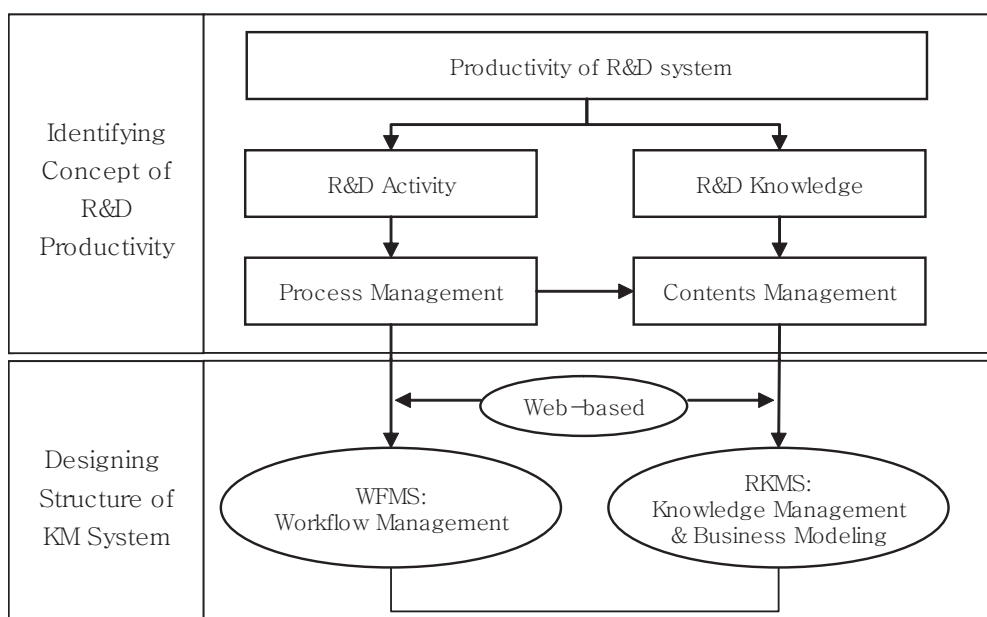 Productivity of R&D system
Identifying
Concept of
R&D
Productivity
R&D Activity
R&D Knowledge
Process Management
Contents Management
Web-based
Designing
Structure of
KM System
WFMS:
Workflow Management
RKMS:
Knowledge Management
& Business Modeling